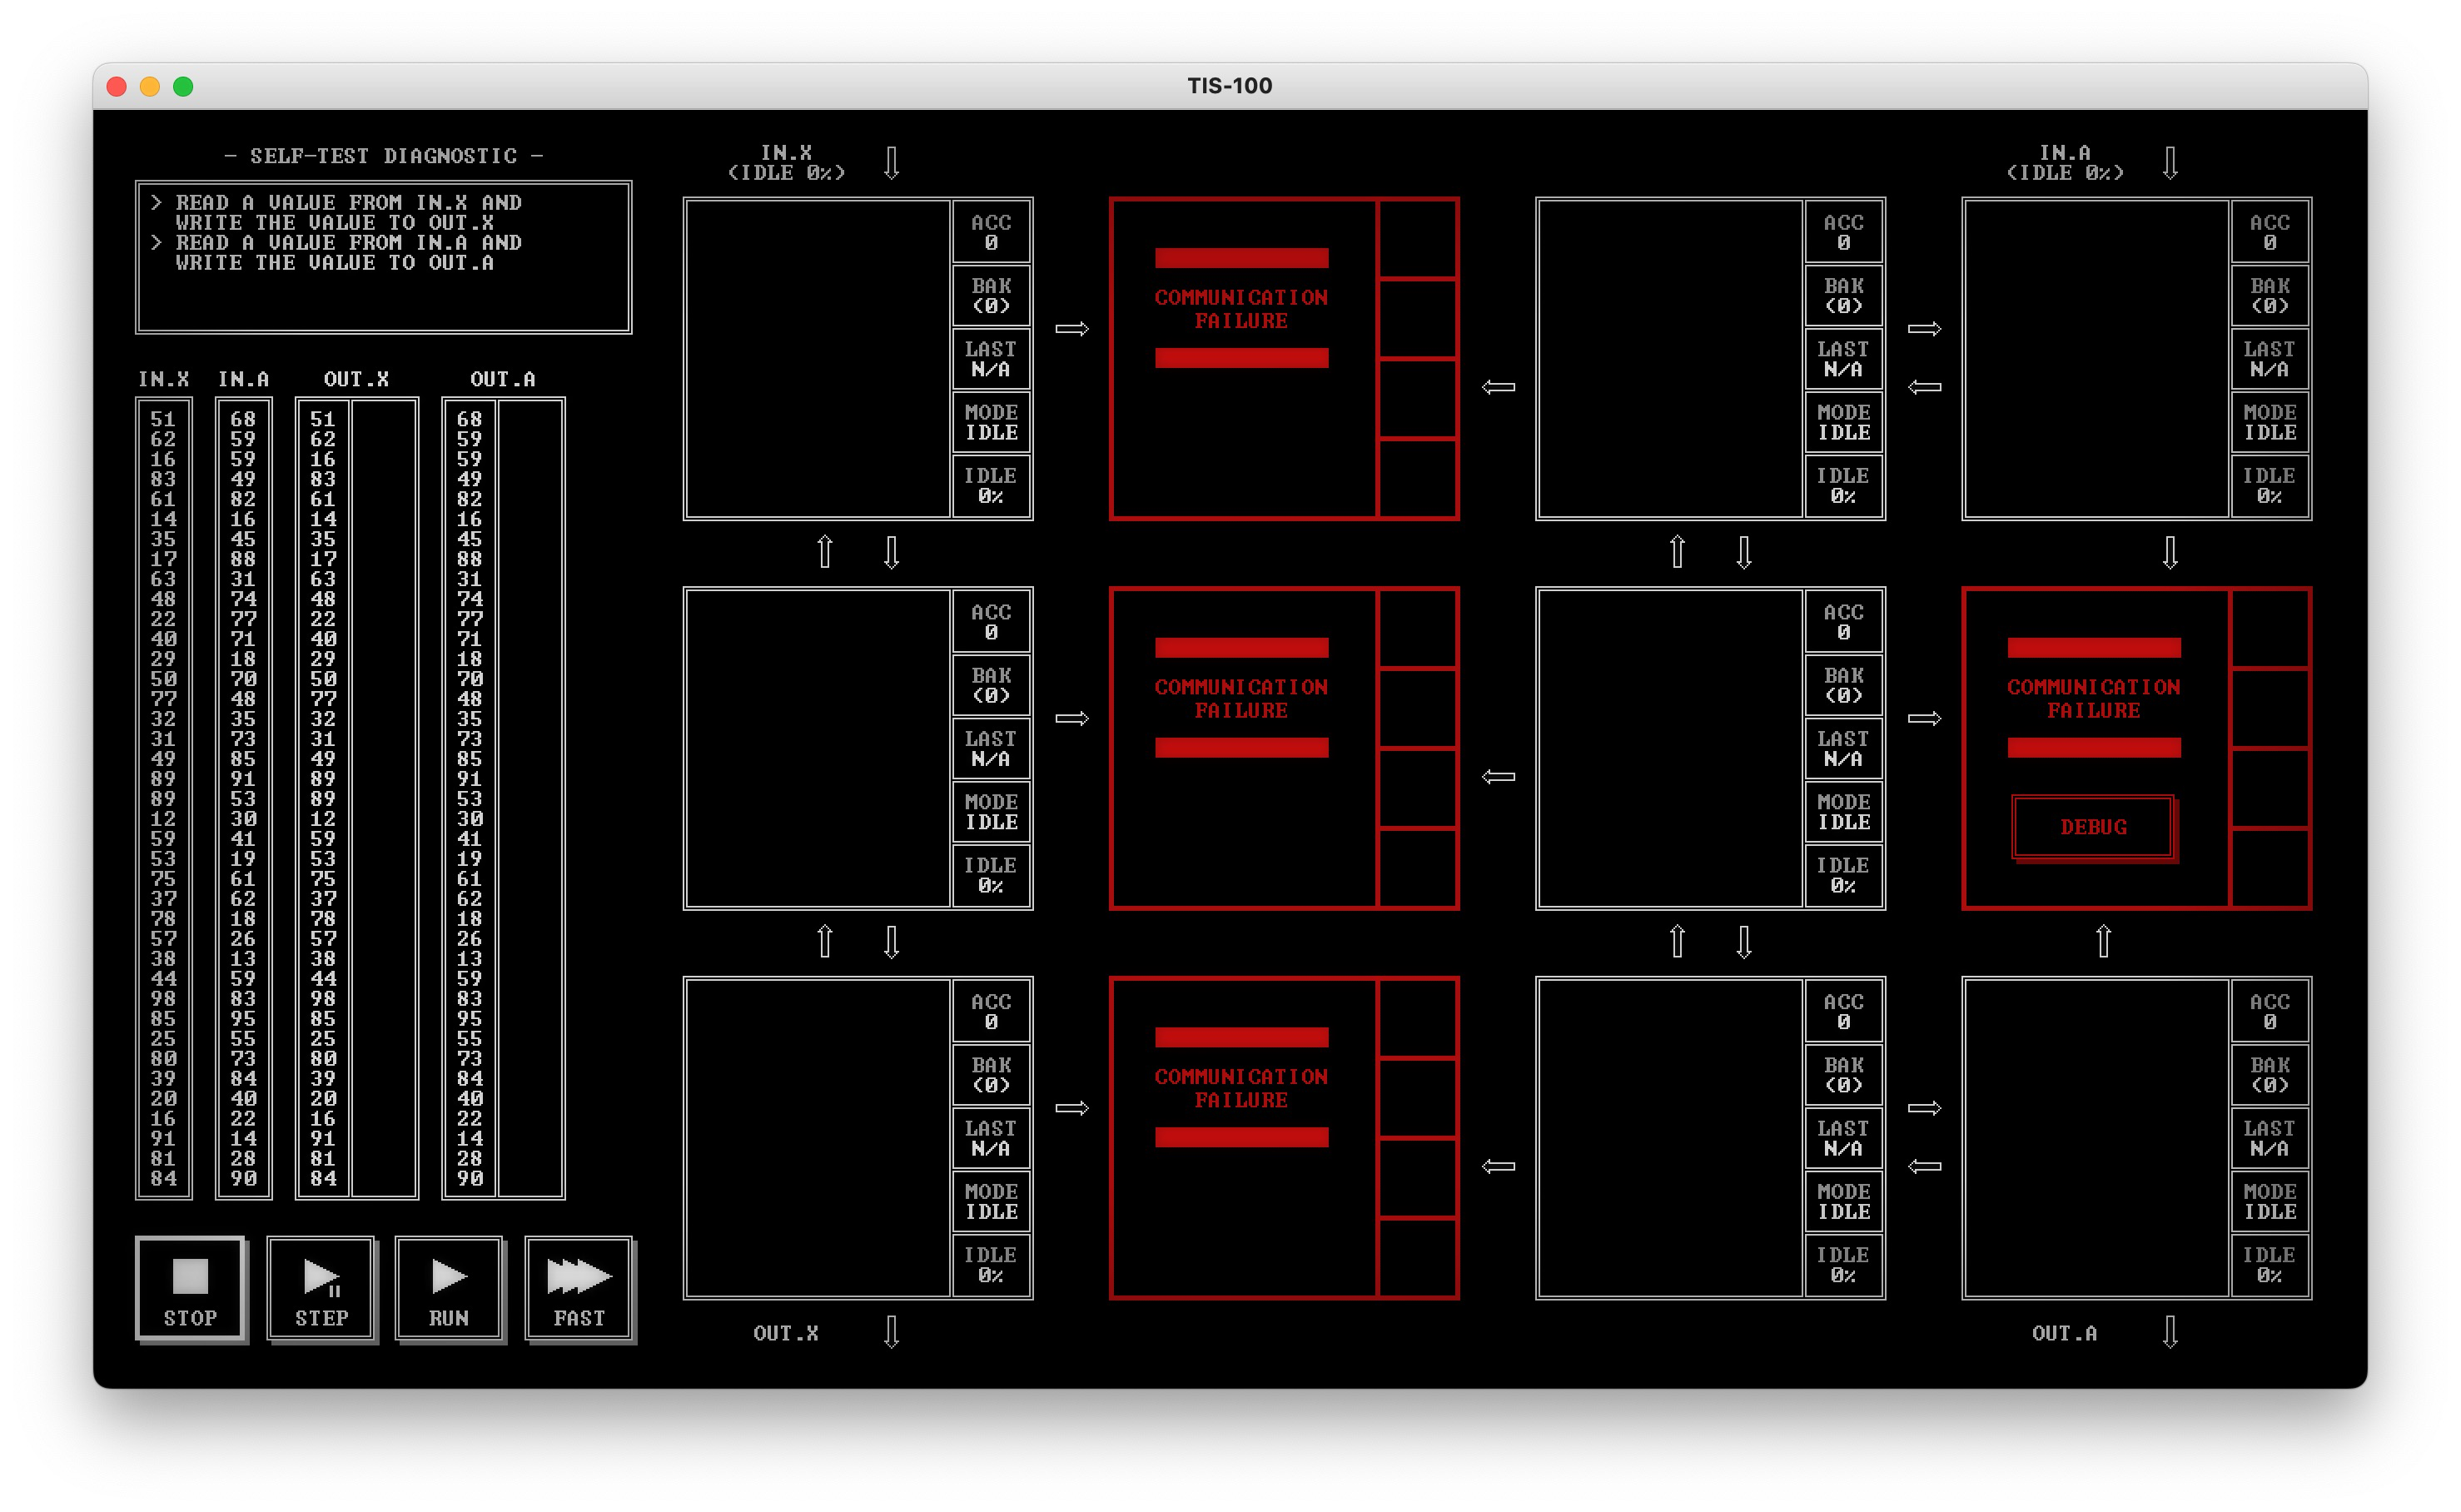 TIS-100
- SELF-TEST DIAGNOSTIC -
> READ A VALUE FROM IN.X AND
WRITE THE VALUE TO OUT.X
> READ A VALUE FROM IN.A AND
WRITE THE VALUE TO OUT.A
IN.X IN.A OUT.X OUT.A
51 68 51 68
62 59 62 59
16 59 16 59
83 49 83 49
61 82 61 82
14 16 14 16
35 45 35 45
17 88 17 88
63 31 63 31
48 74 48 74
22 77 22 77
40 71 40 71
29 18 29 18
50 70 50 70
77 48 77 48
32 35 32 35
31 73 31 73
49 85 49 85
89 91 89 91
89 53 89 53
12 30 12 30
59 41 59 41
53 19 53 19
75 61 75 61
37 62 37 62
78 18 78 18
57 26 57 26
38 13 38 13
44 59 44 59
98 83 98 83
85 95 85 95
25 55 25 55
80 73 80 73
39 84 39 84
20 40 20 40
16 22 16 22
91 14 91 14
81 28 81 28
84 90 84 90
STOP
STEP
RUN
FAST
IN.X
(IDLE 0%)
IN.A
(IDLE 0%)
ACC
0
BAK
(0)
LAST
N/A
MODE
IDLE
IDLE
0%
COMMUNICATION
FAILURE
ACC
0
BAK
(0)
LAST
N/A
MODE
IDLE
IDLE
0%
ACC
0
BAK
(0)
LAST
N/A
MODE
IDLE
IDLE
0%
ACC
0
BAK
(0)
LAST
N/A
MODE
IDLE
IDLE
0%
COMMUNICATION
FAILURE
ACC
0
BAK
(0)
LAST
N/A
MODE
IDLE
IDLE
0%
COMMUNICATION
FAILURE
DEBUG
ACC
0
BAK
(0)
LAST
N/A
MODE
IDLE
IDLE
0%
COMMUNICATION
FAILURE
ACC
0
BAK
(0)
LAST
N/A
MODE
IDLE
IDLE
0%
ACC
0
BAK
(0)
LAST
N/A
MODE
IDLE
IDLE
0%
OUT.X
OUT.A